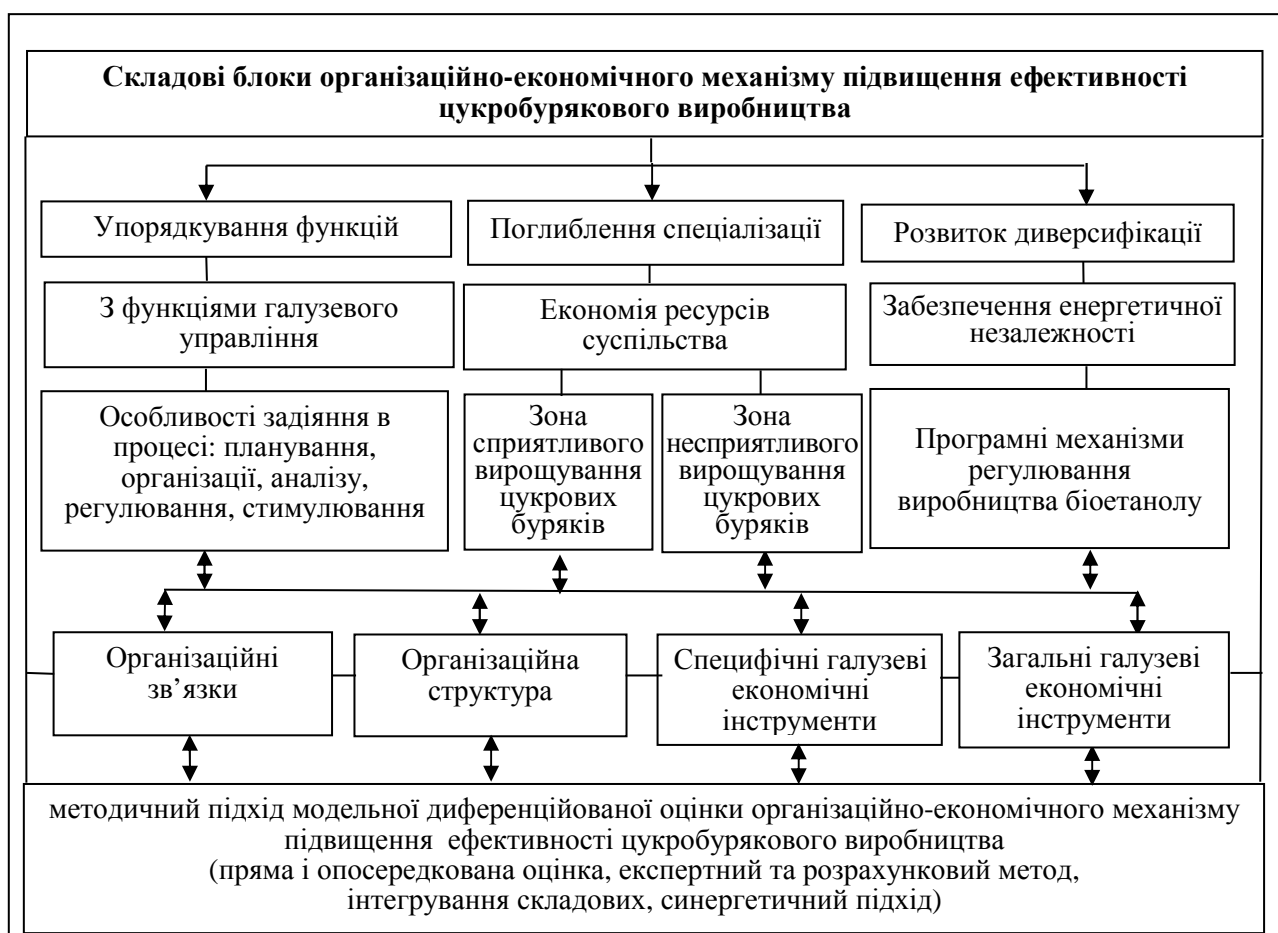 Складові блоки організаційно-економічного механізму підвищення ефективності
цукробурякового виробництва
Упорядкування функцій
Поглиблення спеціалізації
Розвиток диверсифікації
З функціями галузевого
управління
Економія ресурсів
суспільства
Забезпечення енергетичної
незалежності
Особливості задіяння в
процесі: планування,
організації, аналізу,
регулювання, стимулювання
Зона
сприятливого
вирощування
цукрових
буряків
Зона
несприятливого
вирощування
цукрових
буряків
Програмні механізми
регулювання
виробництва біоетанолу
Організаційні
зв’язки
Організаційна
структура
Специфічні галузеві
економічні
інструменти
Загальні галузеві
економічні
інструменти
методичний підхід модельної диференційованої оцінки організаційно-економічного механізму
підвищення ефективності цукробурякового виробництва
(пряма і опосередкована оцінка, експертний та розрахунковий метод,
інтегрування складових, синергетичний підхід)